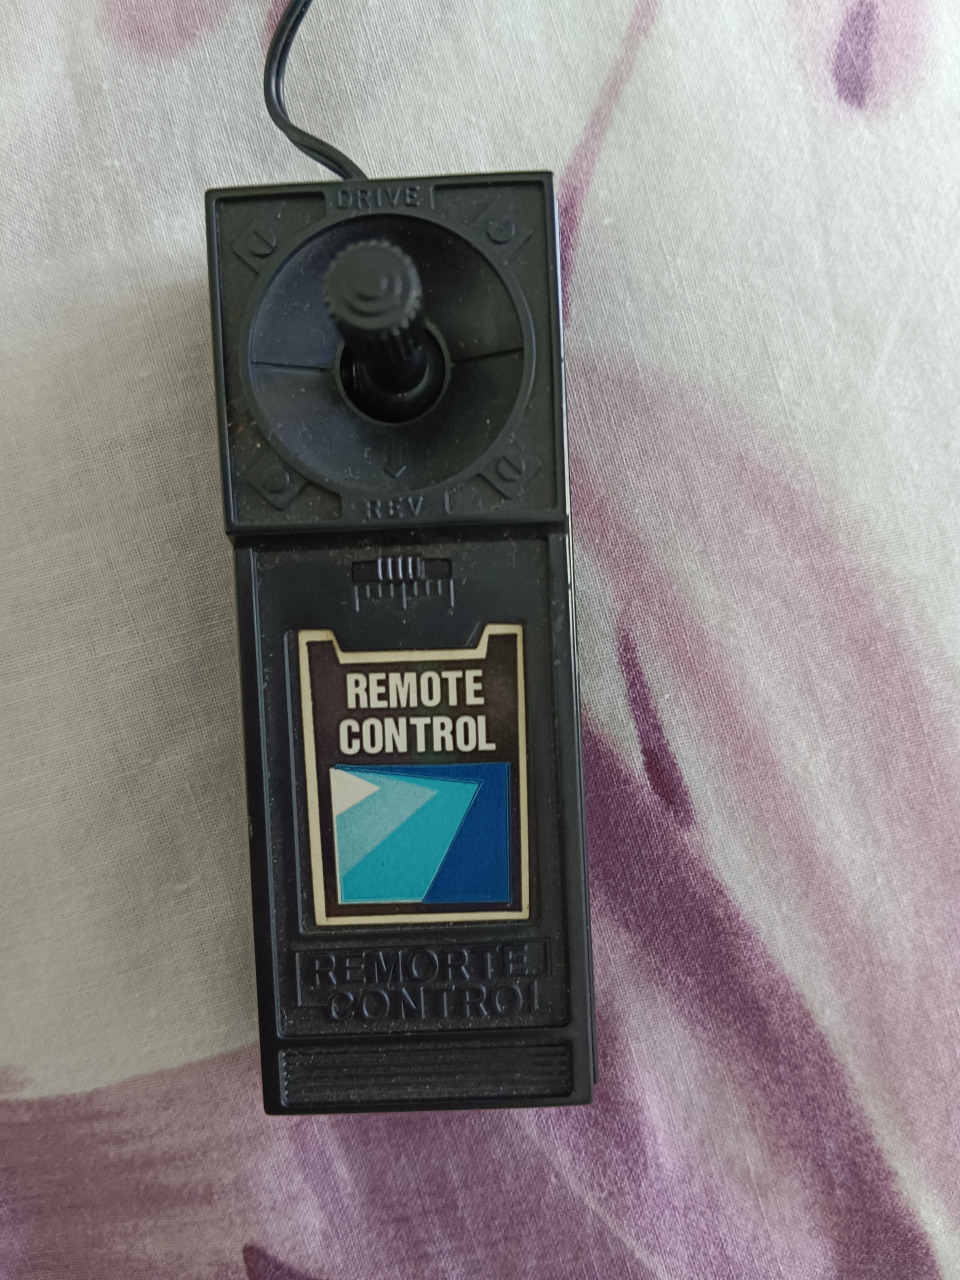 DRIVE
REV
REMOTE
CONTROL
REMORTE
CONTROL